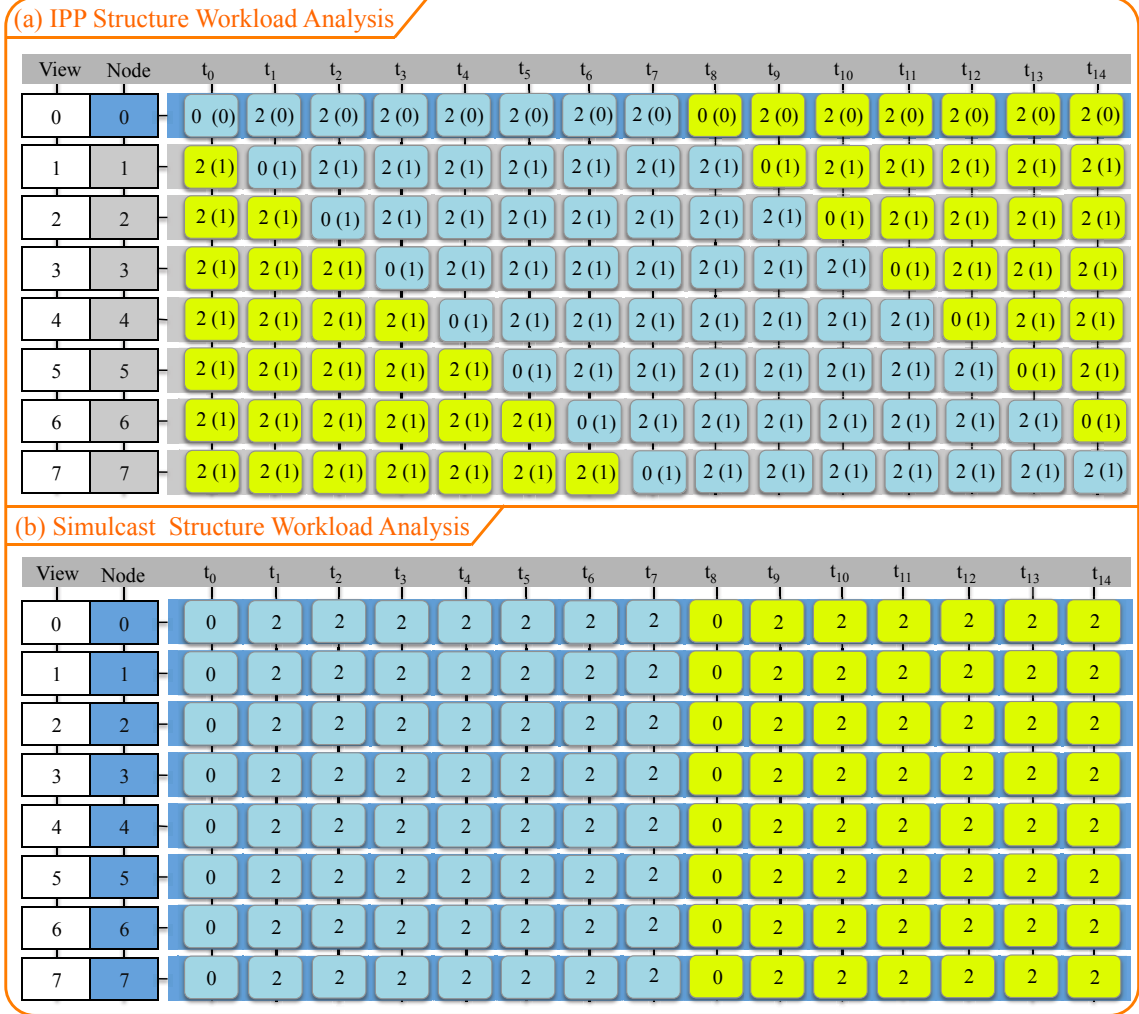 (a) IPP Structure Workload Analysis
View Node t0 t1 t2 t3 t4 t5 t6 t7 t8 t9 t10 t11 t12 t13 t14
0 0 0 (0) 2 (0) 2 (0) 2 (0) 2 (0) 2 (0) 2 (0) 2 (0) 0 (0) 2 (0) 2 (0) 2 (0) 2 (0) 2 (0) 2 (0)
1 1 2 (1) 0 (1) 2 (1) 2 (1) 2 (1) 2 (1) 2 (1) 2 (1) 2 (1) 0 (1) 2 (1) 2 (1) 2 (1) 2 (1) 2 (1)
2 2 2 (1) 2 (1) 0 (1) 2 (1) 2 (1) 2 (1) 2 (1) 2 (1) 2 (1) 2 (1) 0 (1) 2 (1) 2 (1) 2 (1) 2 (1)
3 3 2 (1) 2 (1) 2 (1) 0 (1) 2 (1) 2 (1) 2 (1) 2 (1) 2 (1) 2 (1) 2 (1) 0 (1) 2 (1) 2 (1) 2 (1)
4 4 2 (1) 2 (1) 2 (1) 2 (1) 0 (1) 2 (1) 2 (1) 2 (1) 2 (1) 2 (1) 2 (1) 2 (1) 0 (1) 2 (1) 2 (1)
5 5 2 (1) 2 (1) 2 (1) 2 (1) 2 (1) 0 (1) 2 (1) 2 (1) 2 (1) 2 (1) 2 (1) 2 (1) 2 (1) 0 (1) 2 (1)
6 6 2 (1) 2 (1) 2 (1) 2 (1) 2 (1) 2 (1) 0 (1) 2 (1) 2 (1) 2 (1) 2 (1) 2 (1) 2 (1) 2 (1) 0 (1)
7 7 2 (1) 2 (1) 2 (1) 2 (1) 2 (1) 2 (1) 2 (1) 0 (1) 2 (1) 2 (1) 2 (1) 2 (1) 2 (1) 2 (1) 2 (1)
(b) Simulcast Structure Workload Analysis
View Node t0 t1 t2 t3 t4 t5 t6 t7 t8 t9 t10 t11 t12 t13 t14
0 0 0 2 2 2 2 2 2 2 0 2 2 2 2 2 2
1 1 0 2 2 2 2 2 2 2 0 2 2 2 2 2 2
2 2 0 2 2 2 2 2 2 2 0 2 2 2 2 2 2
3 3 0 2 2 2 2 2 2 2 0 2 2 2 2 2 2
4 4 0 2 2 2 2 2 2 2 0 2 2 2 2 2 2
5 5 0 2 2 2 2 2 2 2 0 2 2 2 2 2 2
6 6 0 2 2 2 2 2 2 2 0 2 2 2 2 2 2
7 7 0 2 2 2 2 2 2 2 0 2 2 2 2 2 2